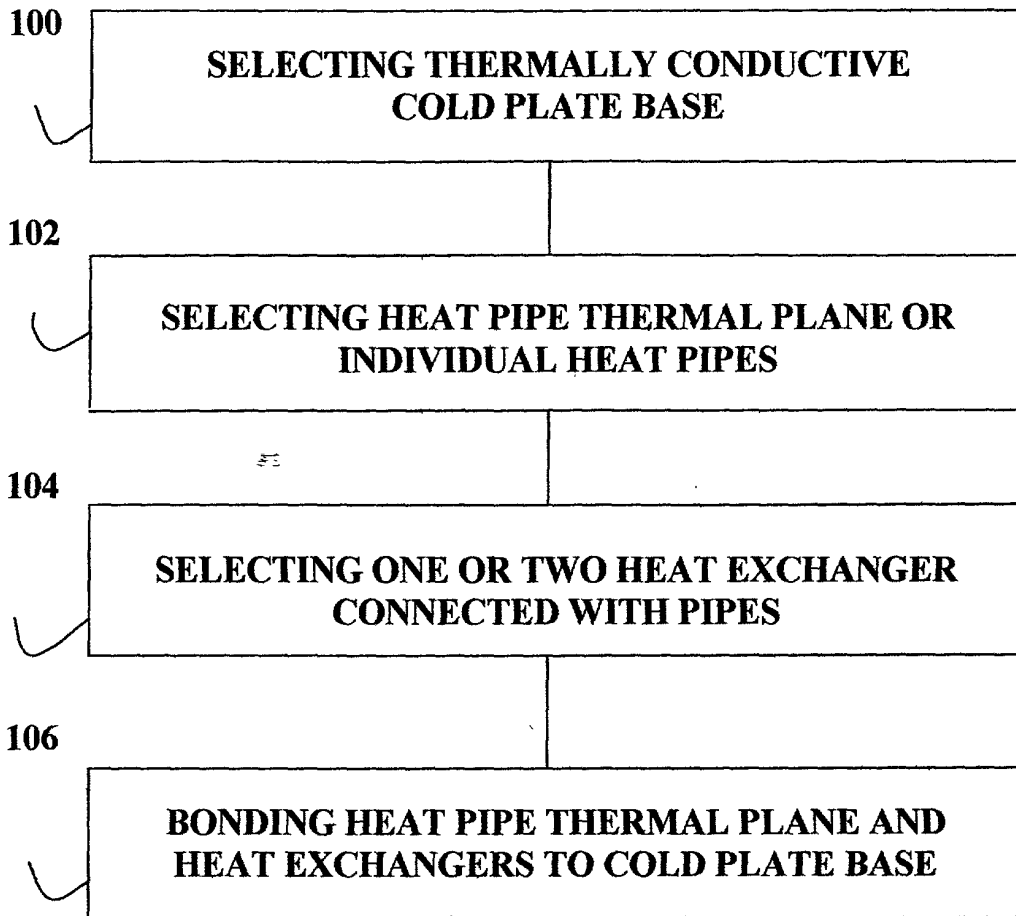 100
SELECTING THERMALLY CONDUCTIVE
COLD PLATE BASE
102
SELECTING HEAT PIPE THERMAL PLANE OR
INDIVIDUAL HEAT PIPES
104
SELECTING ONE OR TWO HEAT EXCHANGER
CONNECTED WITH PIPES
106
BONDING HEAT PIPE THERMAL PLANE AND
HEAT EXCHANGERS TO COLD PLATE BASE